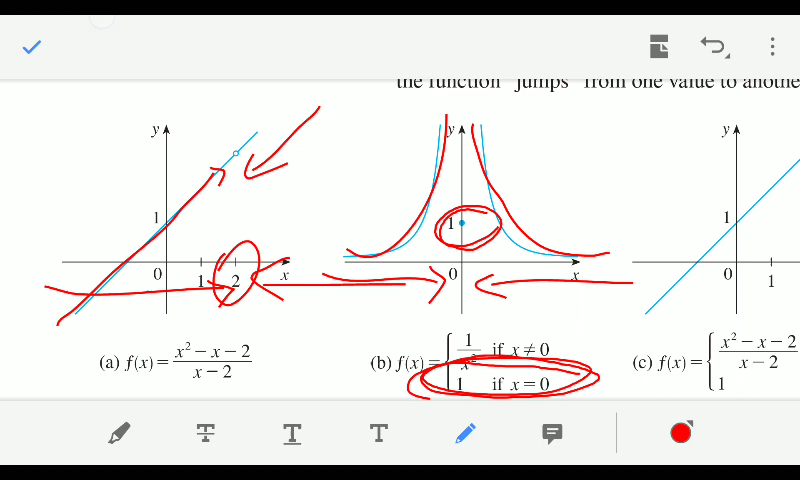 the function "jumps" from one value to anothe
y
1
0
1
2
x
(a) f(x) = x² − x − 2 / x − 2
y
1
0
x
(b) f(x) = { 1 / x² if x ≠ 0
1 if x = 0
y
1
0
1
(c) f(x) = { x² − x − 2 / x − 2
1
T
T
T